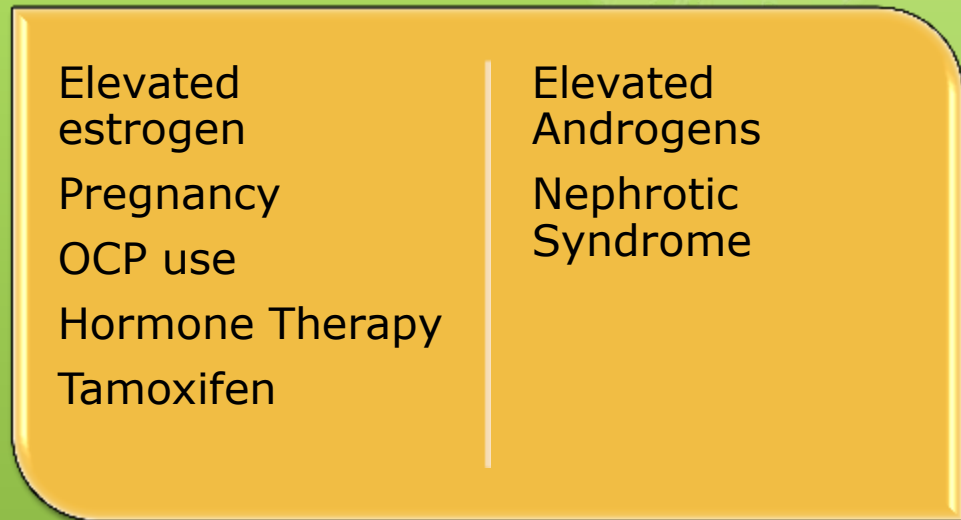 Elevated
estrogen
Pregnancy
OCP use
Hormone Therapy
Tamoxifen
Elevated
Androgens
Nephrotic
Syndrome